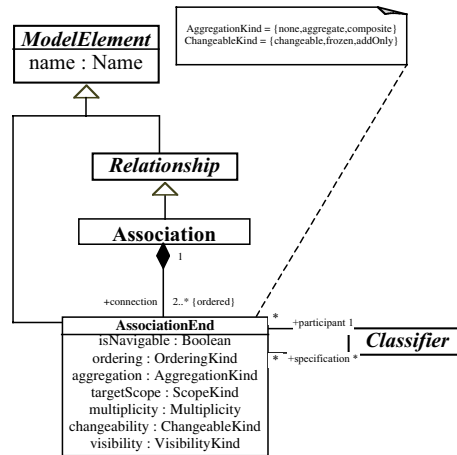 ModelElement
name : Name
AggregationKind = {none,aggregate,composite}
ChangeableKind = {changeable,frozen,addOnly}
Relationship
Association
1
+connection 2..* {ordered}
AssociationEnd
isNavigable : Boolean
ordering : OrderingKind
aggregation : AggregationKind
targetScope : ScopeKind
multiplicity : Multiplicity
changeability : ChangeableKind
visibility : VisibilityKind
* +participant 1
* +specification *
Classifier